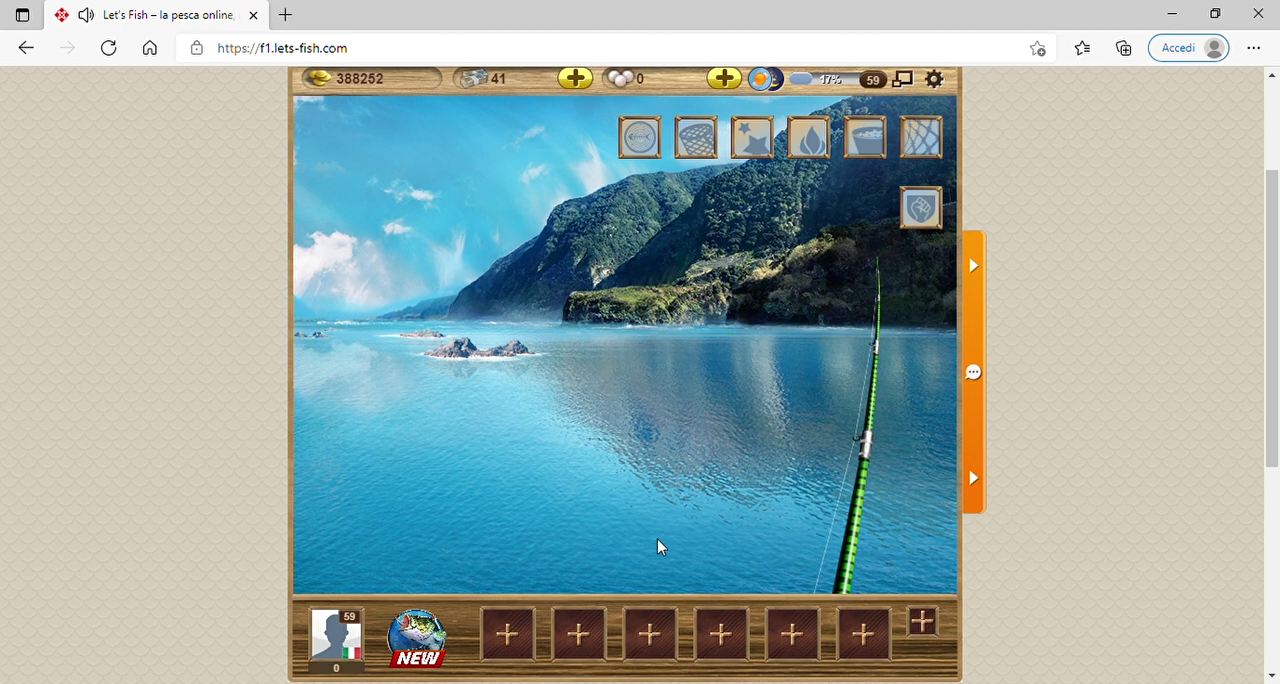 Let's Fish – la pesca online,
https://f1.lets-fish.com
Accedi
388252
41
0
17%
59
59
0
NEW